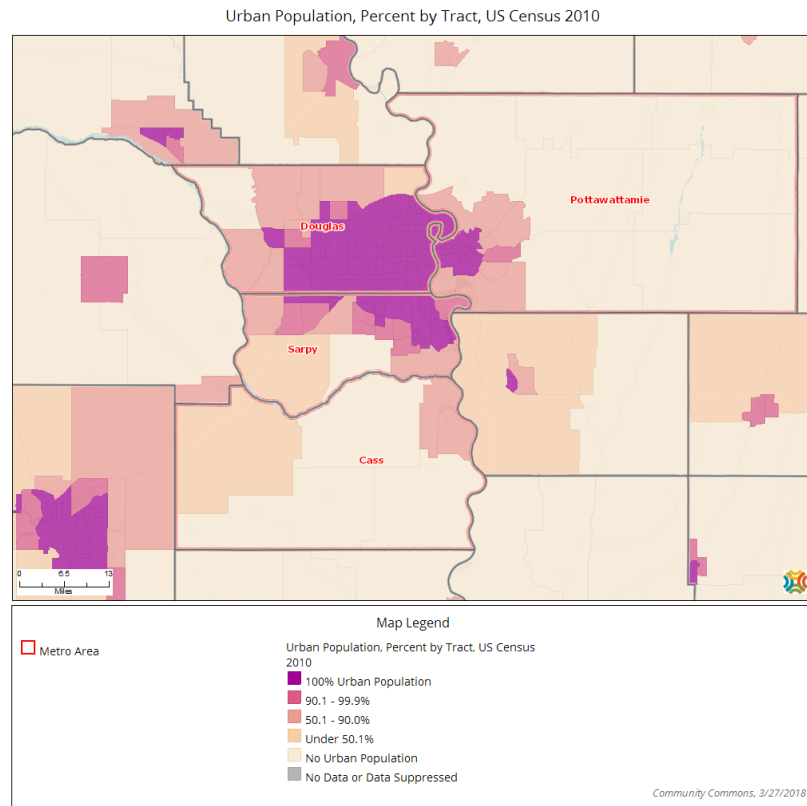 Urban Population, Percent by Tract, US Census 2010
Pottawattamie
Douglas
Sarpy
Cass
0 6.5 13
Miles
Map Legend
Metro Area
Urban Population, Percent by Tract, US Census
2010
100% Urban Population
90.1 - 99.9%
50.1 - 90.0%
Under 50.1%
No Urban Population
No Data or Data Suppressed
Community Commons, 3/27/2018